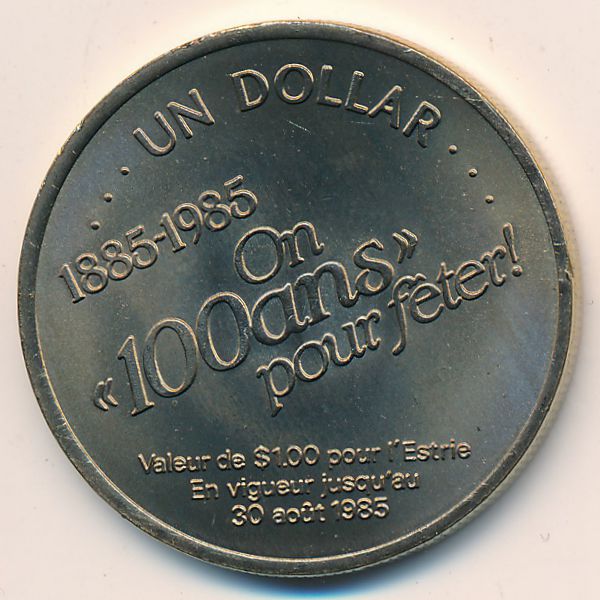 UN DOLLAR
1885-1985
On
«100ans»
pour fêter!
Valeur de $1.00 pour l'Estrie
En vigueur jusqu'au
30 août 1985